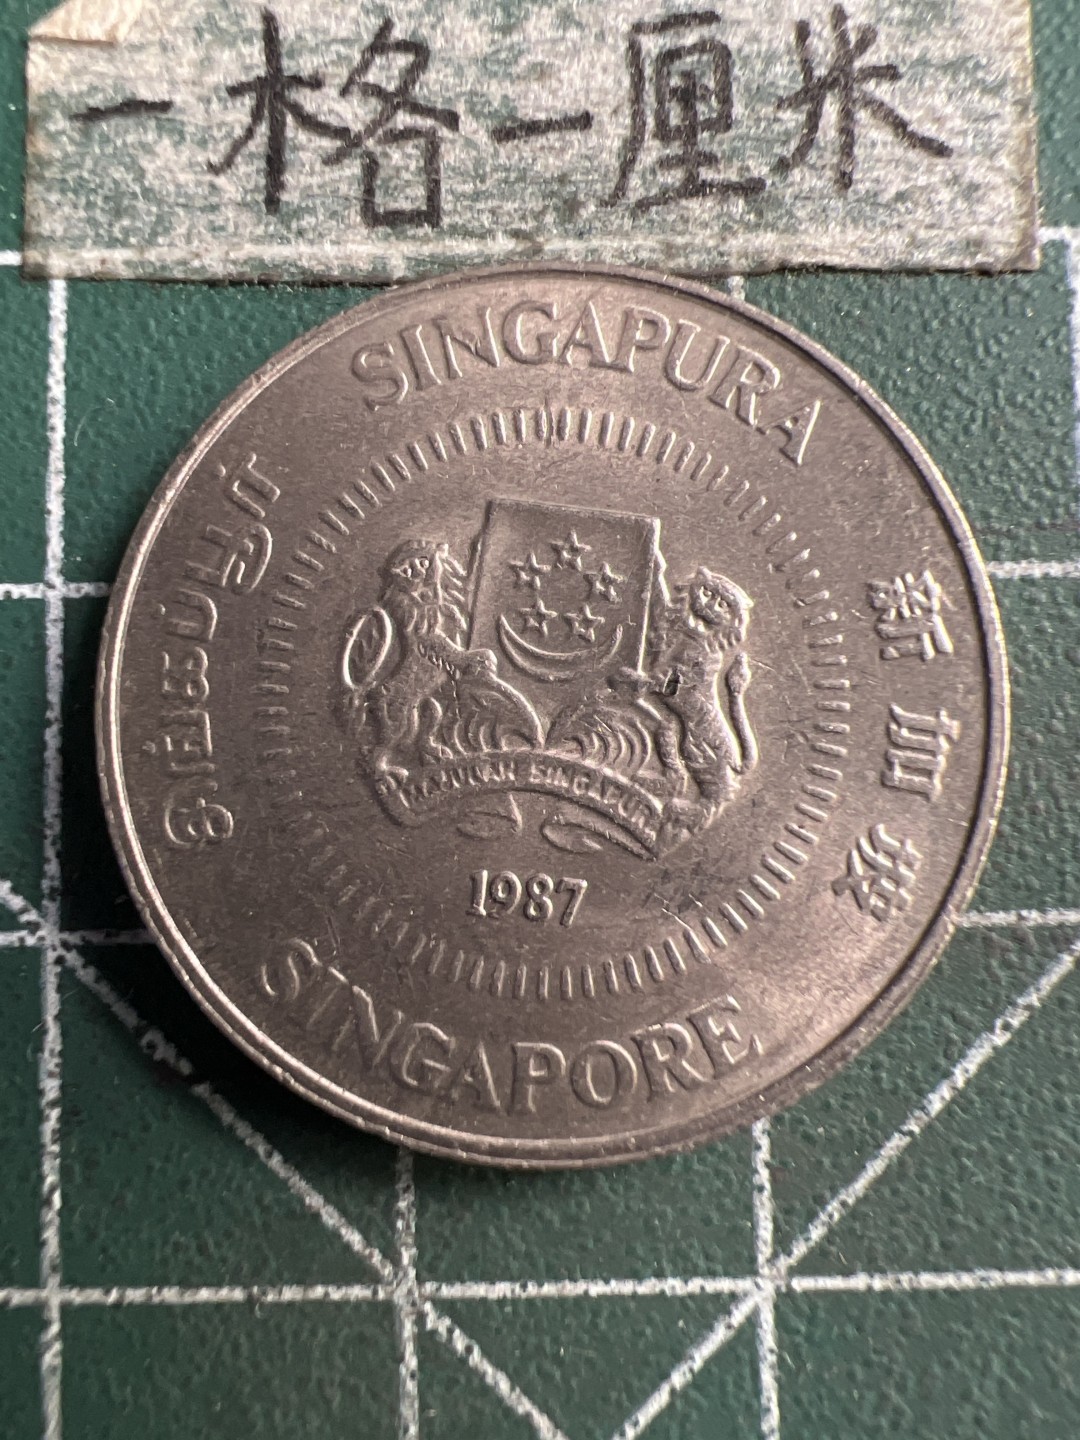 一格一厘米
SINGAPURA
சிங்கப்பூர்
新加坡
MAJULAH SINGAPURA
1987
SINGAPORE